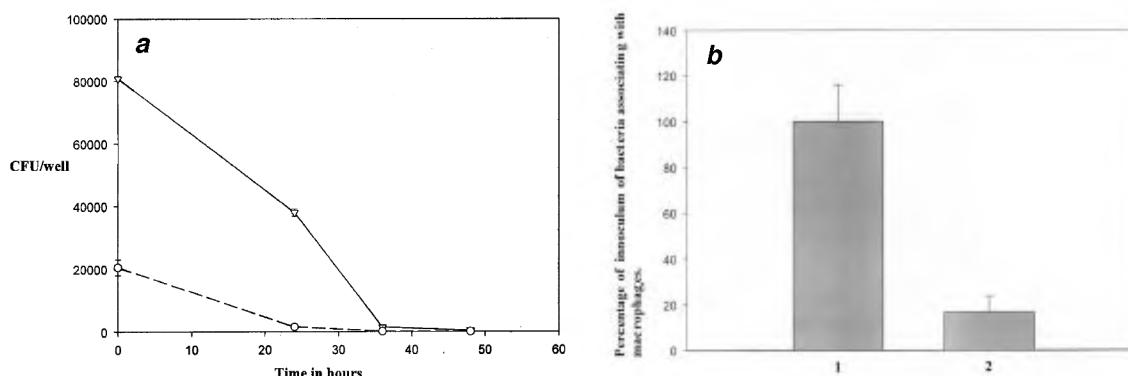 a
100000
80000
60000
40000
20000
0
CFU/well
0 10 20 30 40 50 60
Time in hours
b
140
120
100
80
60
40
20
0
Percentage of innoculum of bacteria associating with
macrophages.
1 2